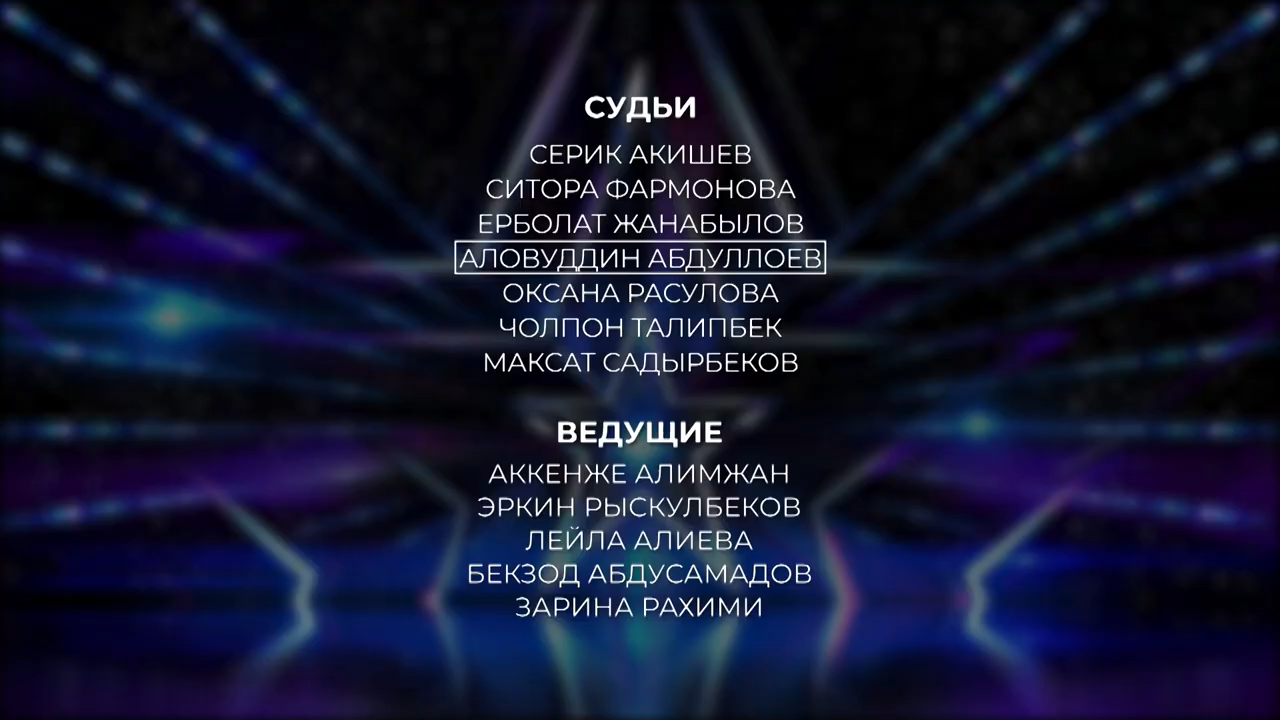 СУДЬИ
СЕРИК АКИШЕВ
СИТОРА ФАРМОНОВА
ЕРБОЛАТ ЖАНАБЫЛОВ
АЛОВУДДИН АБДУЛЛОЕВ
ОКСАНА РАСУЛОВА
ЧОЛПОН ТАЛИПБЕК
МАКСАТ САДЫРБЕКОВ
ВЕДУЩИЕ
АККЕНЖЕ АЛИМЖАН
ЭРКИН РЫСКУЛБЕКОВ
ЛЕЙЛА АЛИЕВА
БЕКЗОД АБДУСАМАДОВ
ЗАРИНА РАХИМИ